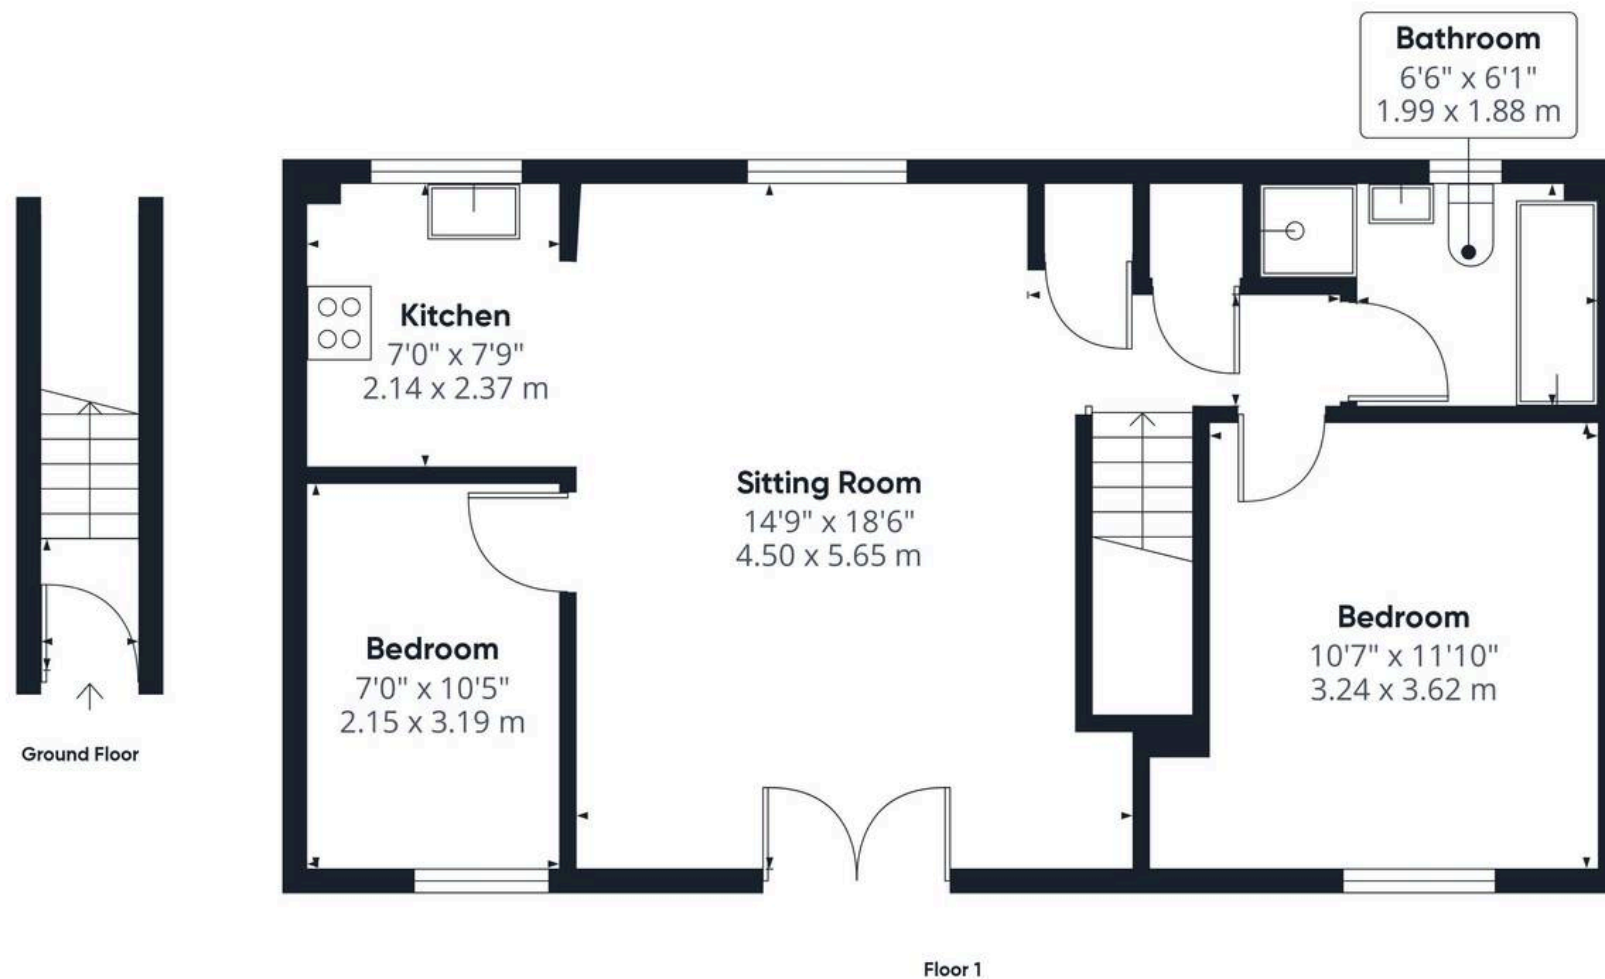 Bathroom
6'6" x 6'1"
1.99 x 1.88 m
Kitchen
7'0" x 7'9"
2.14 x 2.37 m
Sitting Room
14'9" x 18'6"
4.50 x 5.65 m
Bedroom
7'0" x 10'5"
2.15 x 3.19 m
Bedroom
10'7" x 11'10"
3.24 x 3.62 m
Ground Floor
Floor 1